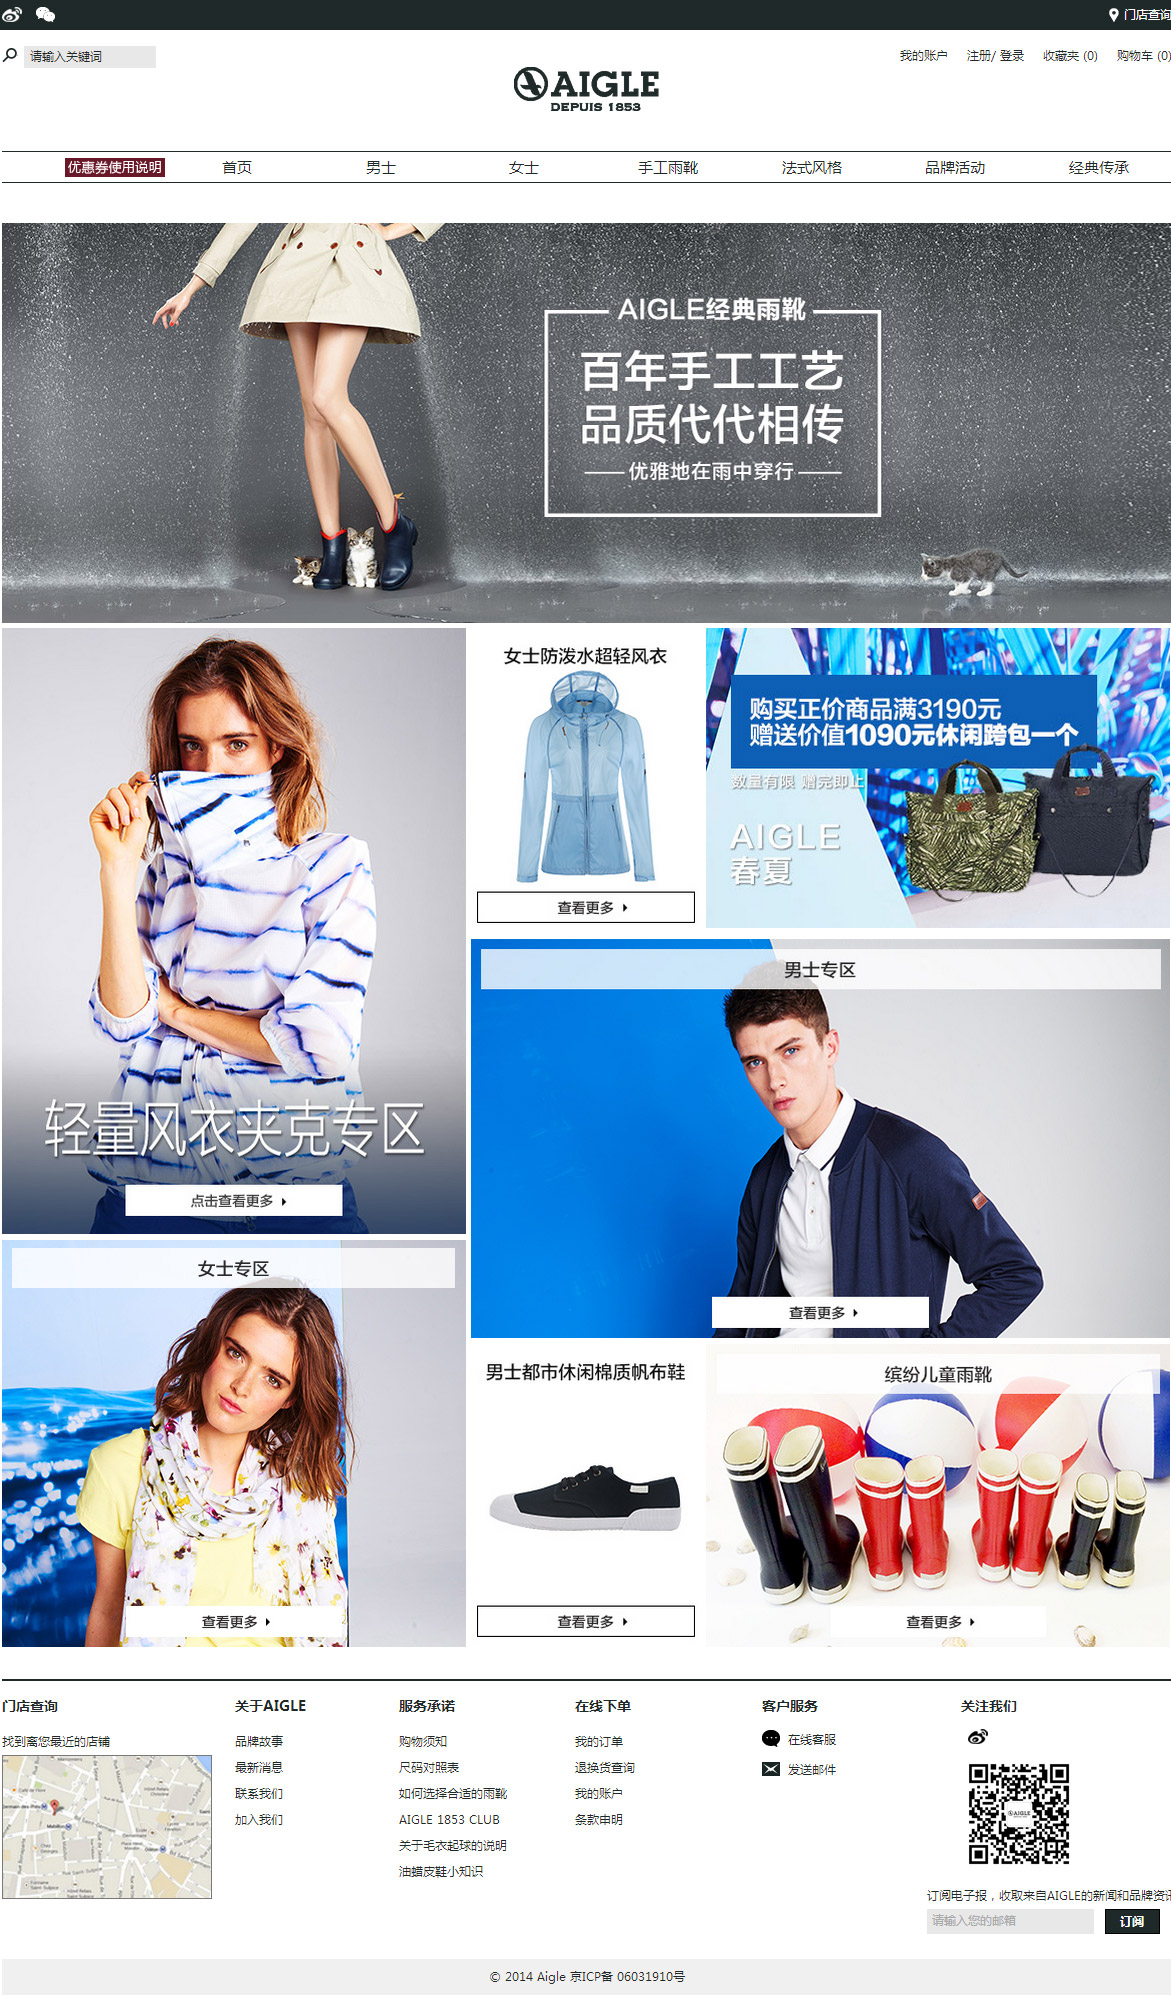 门店查询
请输入关键词
我的账户
注册/ 登录
收藏夹 (0)
购物车 (0)
AIGLE
DEPUIS 1853
优惠券使用说明
首页
男士
女士
手工雨靴
法式风格
品牌活动
经典传承
AIGLE经典雨靴
百年手工工艺
品质代代相传
优雅地在雨中穿行
轻量风衣夹克专区
点击查看更多
女士防泼水超轻风衣
查看更多
购买正价商品满3190元
赠送价值1090元休闲跨包一个
数量有限 赠完即止
AIGLE
春夏
男士专区
查看更多
女士专区
查看更多
男士都市休闲棉质帆布鞋
查看更多
缤纷儿童雨靴
查看更多
门店查询
找到离您最近的店铺
关于AIGLE
品牌故事
最新消息
联系我们
加入我们
服务承诺
购物须知
尺码对照表
如何选择合适的雨靴
AIGLE 1853 CLUB
关于毛衣起球的说明
油蜡皮鞋小知识
在线下单
我的订单
退换货查询
我的账户
条款申明
客户服务
在线客服
发送邮件
关注我们
AIGLE
订阅电子报，收取来自AIGLE的新闻和品牌资讯
请输入您的邮箱
订阅
© 2014 Aigle 京ICP备 06031910号